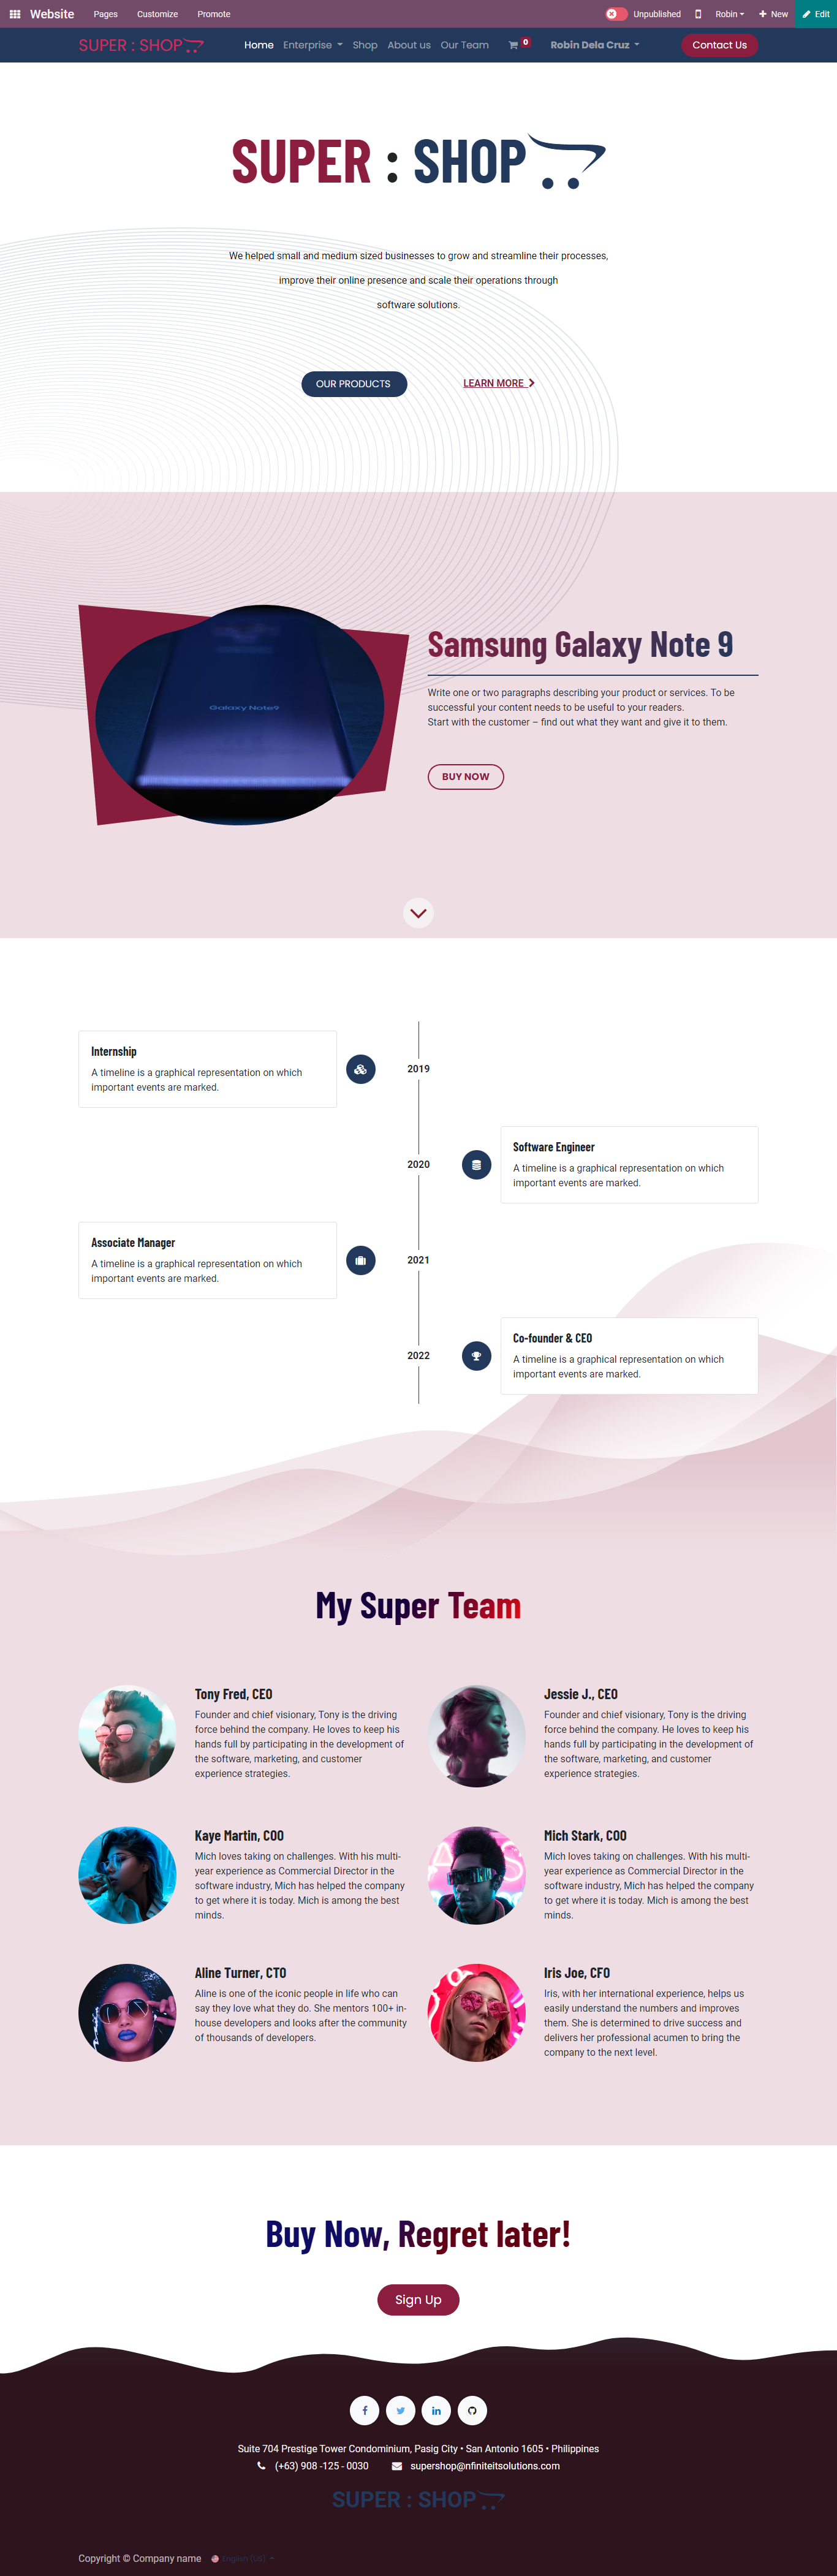 Website Pages Customize Promote Unpublished Robin New Edit
SUPER : SHOP Home Enterprise Shop About us Our Team 0 Robin Dela Cruz Contact Us
SUPER : SHOP
We helped small and medium sized businesses to grow and streamline their processes,
improve their online presence and scale their operations through
software solutions.
OUR PRODUCTS LEARN MORE
Galaxy Note9
Samsung Galaxy Note 9
Write one or two paragraphs describing your product or services. To be
successful your content needs to be useful to your readers.
Start with the customer – find out what they want and give it to them.
BUY NOW
Internship
A timeline is a graphical representation on which
important events are marked.
2019
2020
Software Engineer
A timeline is a graphical representation on which
important events are marked.
Associate Manager
A timeline is a graphical representation on which
important events are marked.
2021
2022
Co-founder & CEO
A timeline is a graphical representation on which
important events are marked.
My Super Team
Tony Fred, CEO
Founder and chief visionary, Tony is the driving
force behind the company. He loves to keep his
hands full by participating in the development of
the software, marketing, and customer
experience strategies.
Jessie J., CEO
Founder and chief visionary, Tony is the driving
force behind the company. He loves to keep his
hands full by participating in the development of
the software, marketing, and customer
experience strategies.
Kaye Martin, COO
Mich loves taking on challenges. With his multi-
year experience as Commercial Director in the
software industry, Mich has helped the company
to get where it is today. Mich is among the best
minds.
Mich Stark, COO
Mich loves taking on challenges. With his multi-
year experience as Commercial Director in the
software industry, Mich has helped the company
to get where it is today. Mich is among the best
minds.
Aline Turner, CTO
Aline is one of the iconic people in life who can
say they love what they do. She mentors 100+ in-
house developers and looks after the community
of thousands of developers.
Iris Joe, CFO
Iris, with her international experience, helps us
easily understand the numbers and improves
them. She is determined to drive success and
delivers her professional acumen to bring the
company to the next level.
Buy Now, Regret later!
Sign Up
Suite 704 Prestige Tower Condominium, Pasig City • San Antonio 1605 • Philippines
(+63) 908 -125 - 0030 supershop@nfiniteitsolutions.com
SUPER : SHOP
Copyright © Company name English (US)